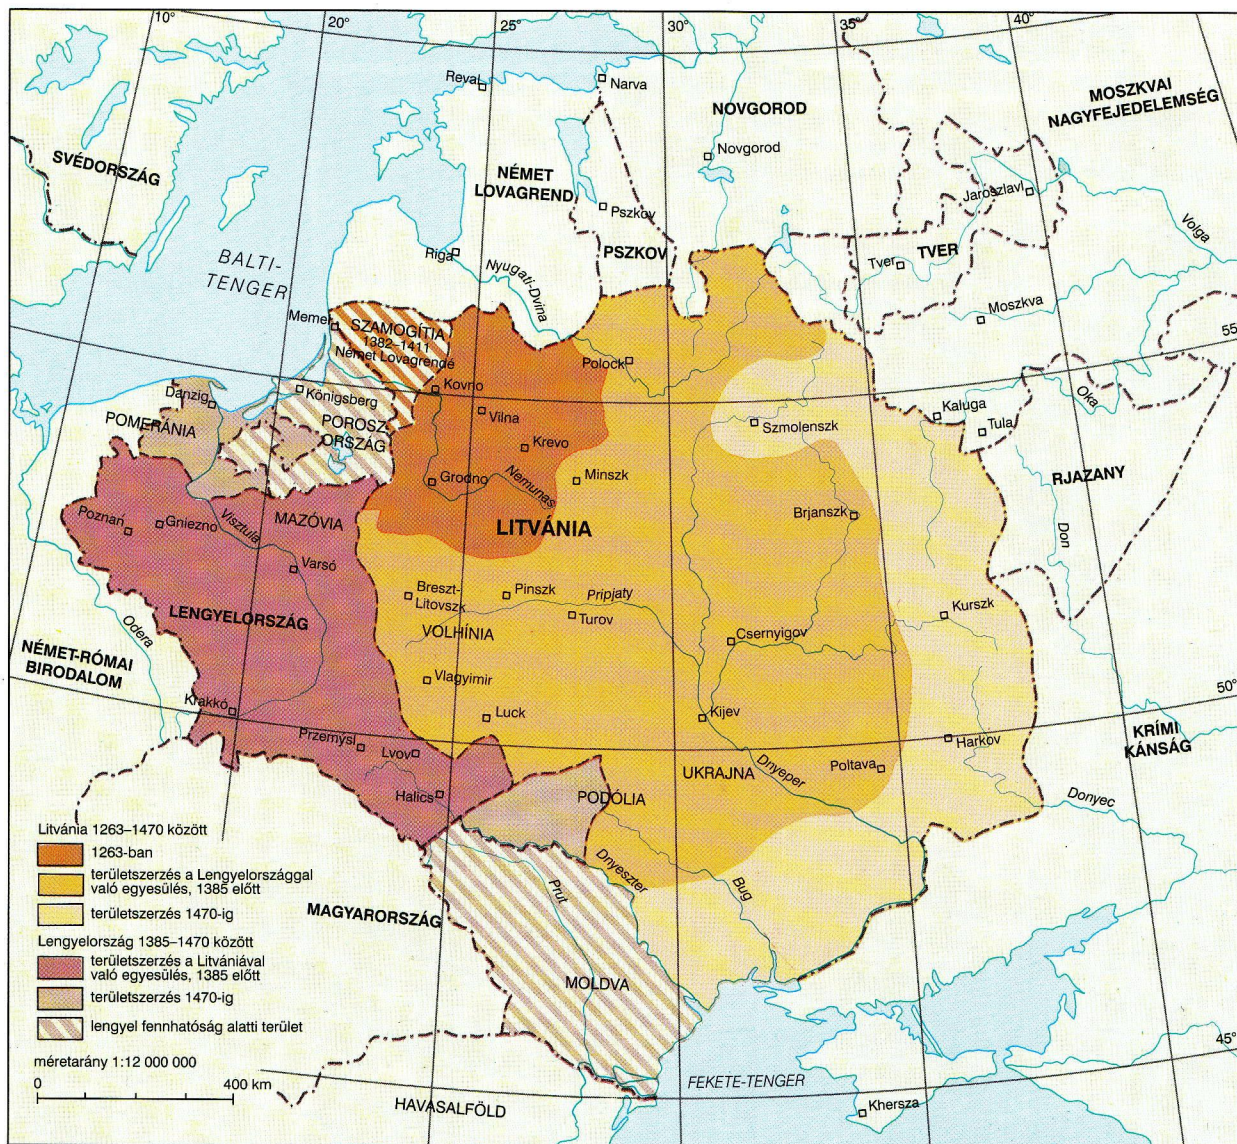 10°
20°
25°
30°
35°
40°
Reval
Narva
NOVGOROD
MOSZKVAI
NAGYFEJEDELEMSÉG
SVÉDORSZÁG
NÉMET
LOVAGREND
Novgorod
Jaroszlavl
Pszkov
Volga
BALTI-
TENGER
Riga
Nyugati-Dvina
PSZKOV
Tver
TVER
Moszkva
55°
Memel
SZAMOGÍTIA
1382–1411
Német Lovagrendé
Polock
Danzig
Königsberg
Kovno
Kaluga
Oka
POMERÁNIA
POROSZ-
ORSZÁG
Vilna
Szmolenszk
Tula
Krevo
Grodno
Nemunas
Minszk
RJAZANY
Poznań
Gniezno
Visztula
MAZÓVIA
LITVÁNIA
Brjanszk
Don
Varsó
Breszt-
Litovszk
Pinszk
Pripjaty
Turov
Kurszk
LENGYELORSZÁG
VOLHÍNIA
Csernyigov
Odera
NÉMET-RÓMAI
BIRODALOM
Vlagyimir
50°
Krakkó
Luck
Kijev
Przemyśl
Lvov
Harkov
KRÍMI
KÁNSÁG
Halics
PODÓLIA
UKRAJNA
Dnyeper
Poltava
Donyec
Litvánia 1263–1470 között
1263-ban
területszerzés a Lengyelországgal
való egyesülés, 1385 előtt
területszerzés 1470-ig
Lengyelország 1385–1470 között
területszerzés a Litvániával
való egyesülés, 1385 előtt
területszerzés 1470-ig
lengyel fennhatóság alatti terület
méretarány 1:12 000 000
0
400 km
MAGYARORSZÁG
Prut
Dnyeszter
Bug
MOLDVA
45°
FEKETE-TENGER
HAVASALFÖLD
Khersza